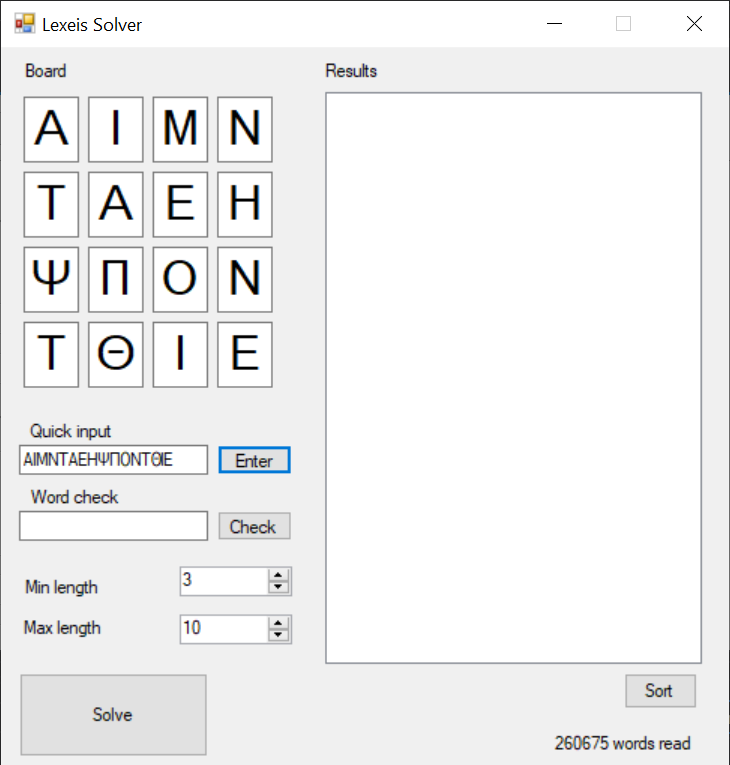 Lexeis Solver
Board
Results
Α Ι Μ Ν
Τ Α Ε Η
Ψ Π Ο Ν
Τ Θ Ι Ε
Quick input
ΑΙΜΝΤΑΕΗΨΠΟΝΤΘΙΕ
Enter
Word check
Check
Min length
3
Max length
10
Solve
Sort
260675 words read